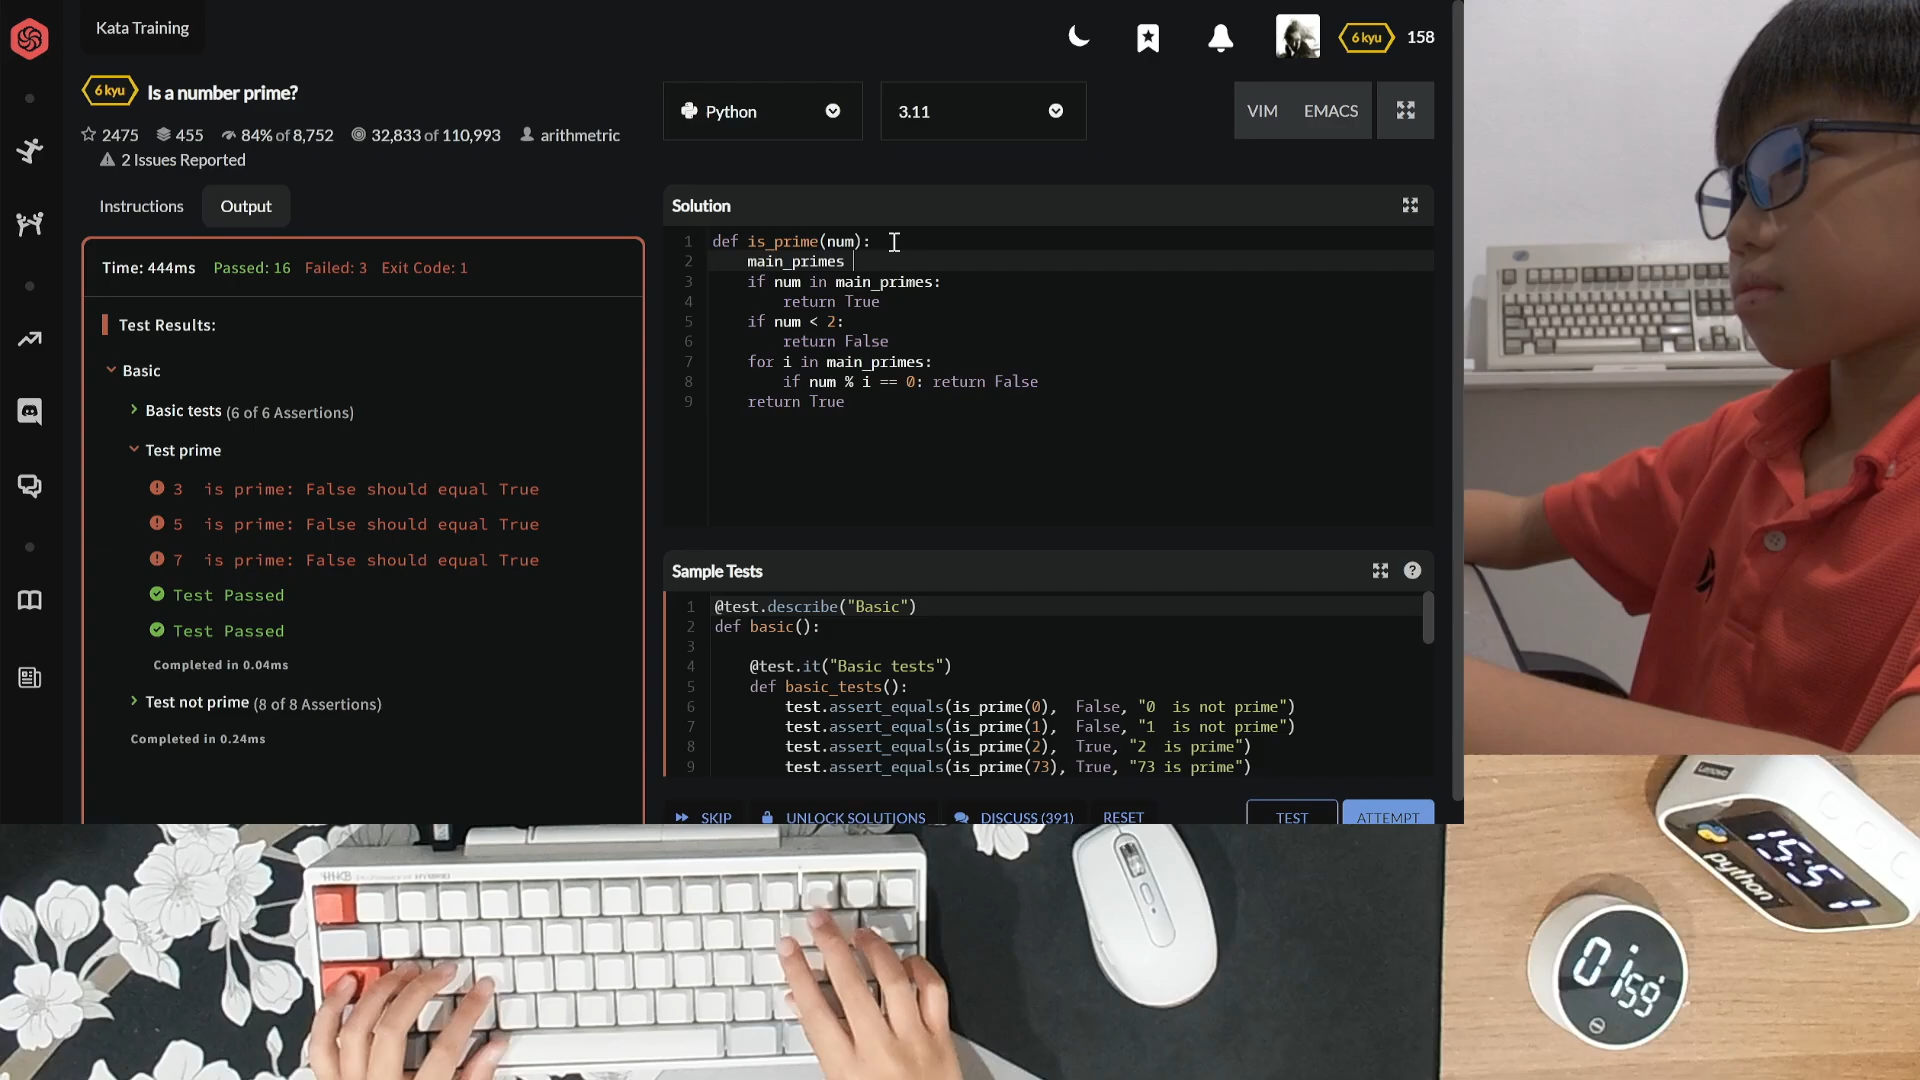 Kata Training
6 kyu
158
6 kyu
Is a number prime?
2475
455
84% of 8,752
32,833 of 110,993
arithmetric
2 Issues Reported
Python
3.11
VIM
EMACS
Instructions
Output
Time: 444ms
Passed: 16
Failed: 3
Exit Code: 1
Test Results:
Basic
Basic tests (6 of 6 Assertions)
Test prime
3 is prime: False should equal True
5 is prime: False should equal True
7 is prime: False should equal True
Test Passed
Test Passed
Completed in 0.04ms
Test not prime (8 of 8 Assertions)
Completed in 0.24ms
Solution
1 def is_prime(num):
2 main_primes
3 if num in main_primes:
4 return True
5 if num < 2:
6 return False
7 for i in main_primes:
8 if num % i == 0: return False
9 return True
Sample Tests
1 @test.describe("Basic")
2 def basic():
3
4 @test.it("Basic tests")
5 def basic_tests():
6 test.assert_equals(is_prime(0), False, "0 is not prime")
7 test.assert_equals(is_prime(1), False, "1 is not prime")
8 test.assert_equals(is_prime(2), True, "2 is prime")
9 test.assert_equals(is_prime(73), True, "73 is prime")
SKIP
UNLOCK SOLUTIONS
DISCUSS (391)
RESET
TEST
ATTEMPT
HHKB
HYBRID
Lenovo
python